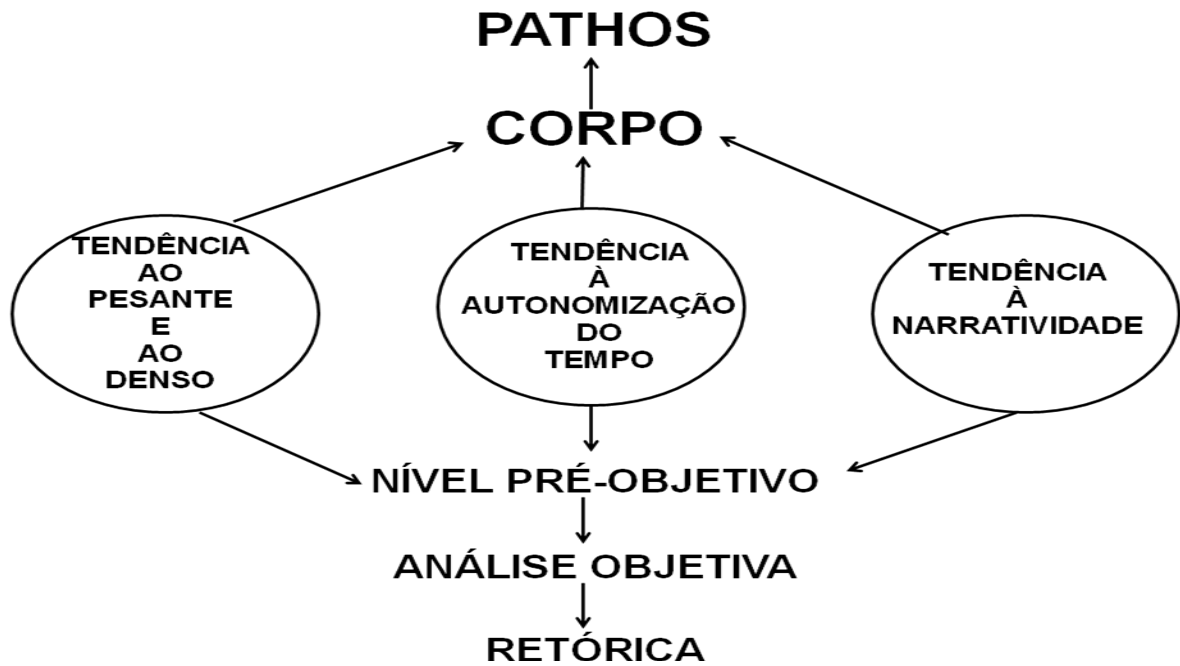 PATHOS
CORPO
TENDÊNCIA
AO
PESANTE
E
AO
DENSO
TENDÊNCIA
À
AUTONOMIZAÇÃO
DO
TEMPO
TENDÊNCIA
À
NARRATIVIDADE
NÍVEL PRÉ-OBJETIVO
ANÁLISE OBJETIVA
RETÓRICA